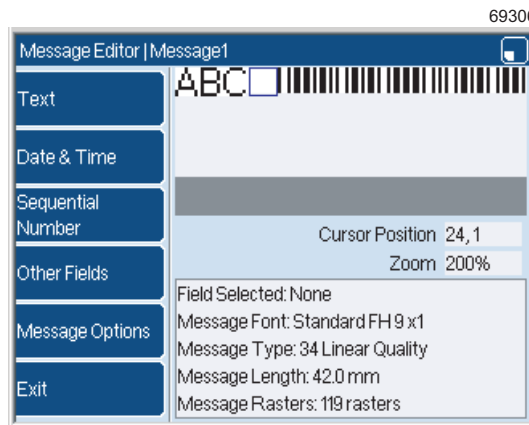 6930
Message Editor | Message1
Text
ABC
Date & Time
Sequential
Number
Cursor Position 24,1
Zoom 200%
Other Fields
Field Selected: None
Message Font: Standard FH 9 x1
Message Options
Message Type: 34 Linear Quality
Message Length: 42.0 mm
Exit
Message Rasters: 119 rasters